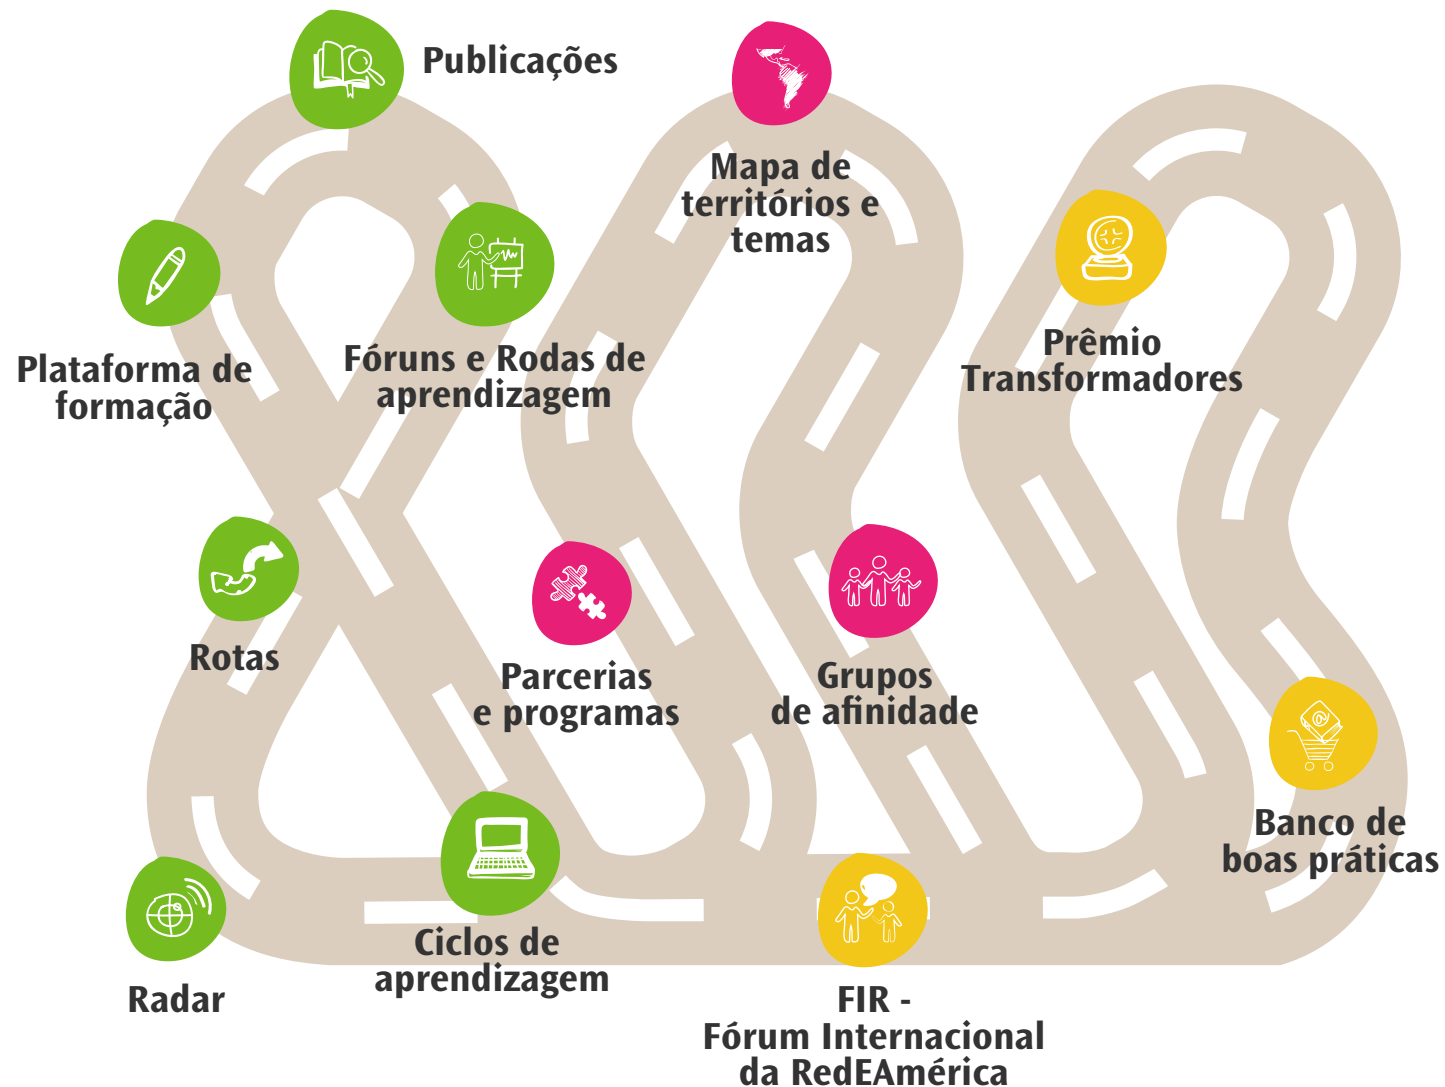 Publicações
Mapa de
territórios e
temas
Prêmio
Transformadores
Fóruns e Rodas de
aprendizagem
Plataforma de
formação
Rotas
Parcerias
e programas
Grupos
de afinidade
@
Banco de
boas práticas
Ciclos de
aprendizagem
Radar
FIR -
Fórum Internacional
da RedEAmérica